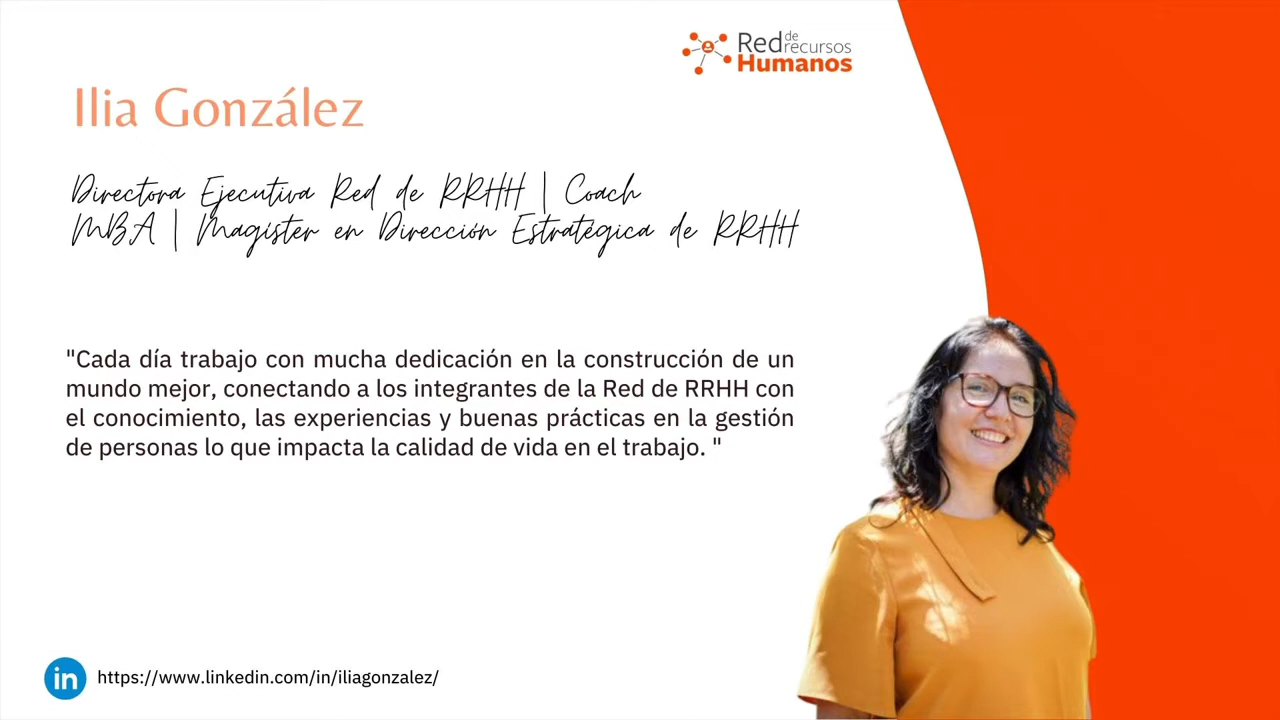 Red de recursos
Humanos
Ilia González
Directora Ejecutiva Red de RRHH | Coach
MBA | Magíster en Dirección Estratégica de RRHH
"Cada día trabajo con mucha dedicación en la construcción de un
mundo mejor, conectando a los integrantes de la Red de RRHH con
el conocimiento, las experiencias y buenas prácticas en la gestión
de personas lo que impacta la calidad de vida en el trabajo. "
in
https://www.linkedin.com/in/iliagonzalez/